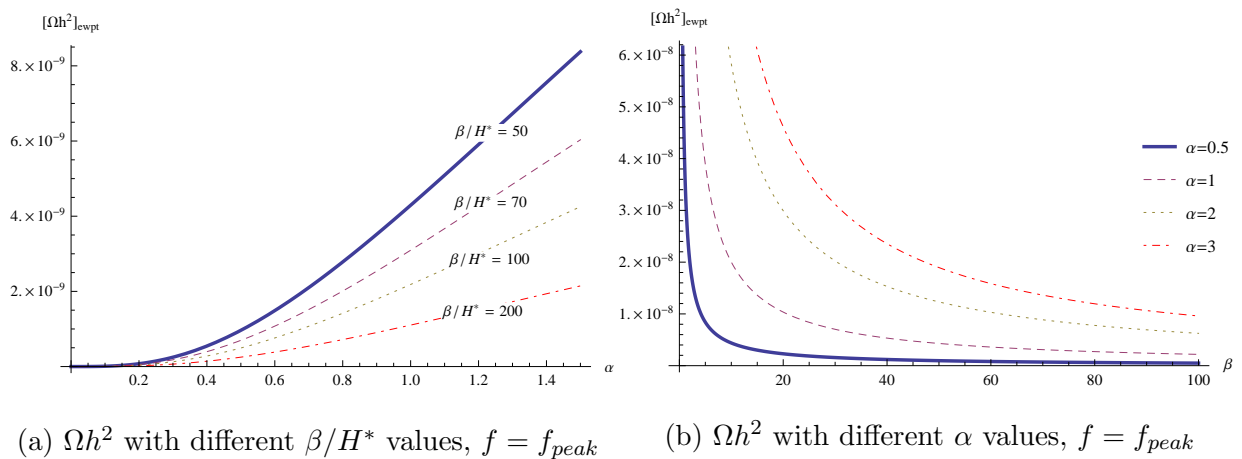 [Ωh²]ewpt
8. × 10⁻⁹
6. × 10⁻⁹
4. × 10⁻⁹
2. × 10⁻⁹
β/H* = 50
β/H* = 70
β/H* = 100
β/H* = 200
0.2 0.4 0.6 0.8 1.0 1.2 1.4 α
(a) Ωh² with different β/H* values, f = f_peak
[Ωh²]ewpt
6. × 10⁻⁸
5. × 10⁻⁸
4. × 10⁻⁸
3. × 10⁻⁸
2. × 10⁻⁸
1. × 10⁻⁸
20 40 60 80 100 β
α=0.5
α=1
α=2
α=3
(b) Ωh² with different α values, f = f_peak